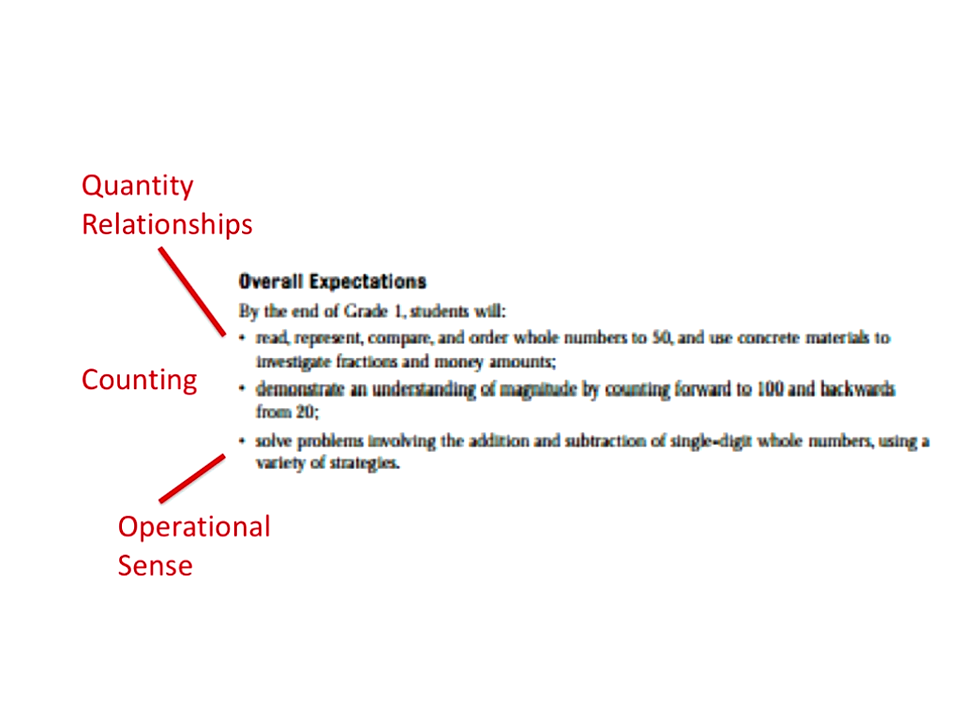 Quantity
Relationships
Overall Expectations
By the end of Grade 1, students will:
• read, represent, compare, and order whole numbers to 50, and use concrete materials to
investigate fractions and money amounts;
Counting
• demonstrate an understanding of magnitude by counting forward to 100 and backwards
from 20;
• solve problems involving the addition and subtraction of single-digit whole numbers, using a
variety of strategies.
Operational
Sense